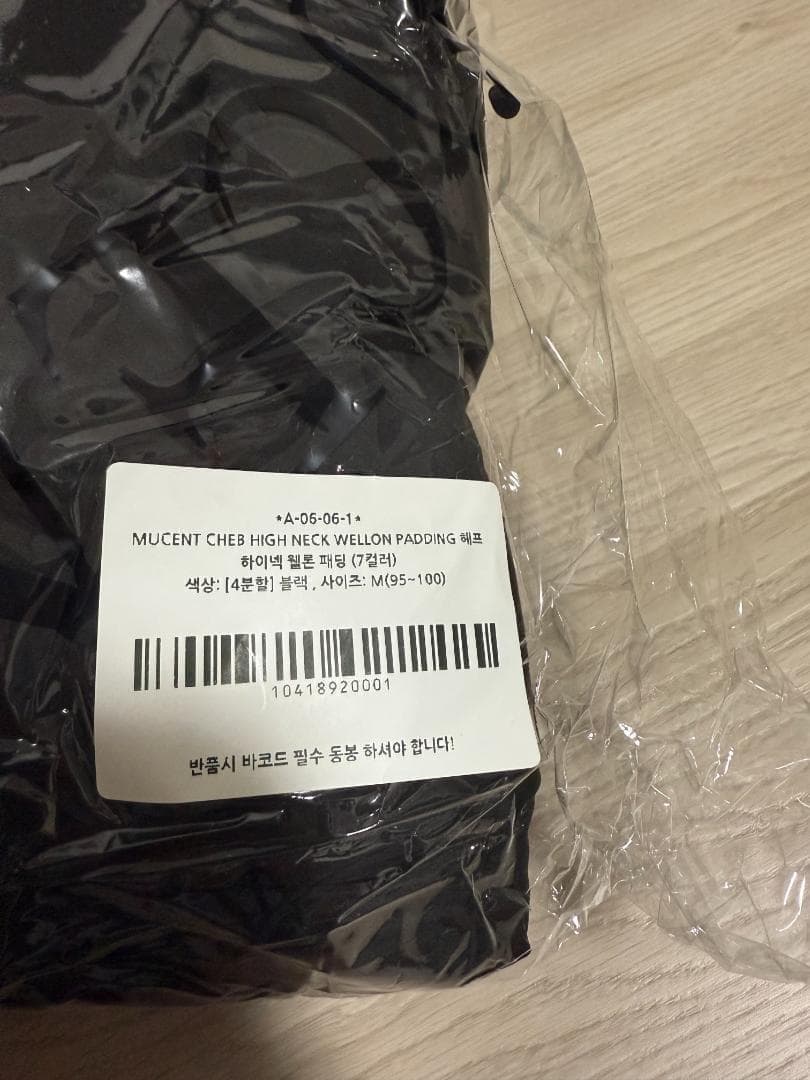 *A-06-06-1*
MUCENT CHEB HIGH NECK WELLON PADDING 헤프
하이넥 웰론 패딩 (7컬러)
색상: [4분할] 블랙 , 사이즈: M(95~100)
10418920001
반품시 바코드 필수 동봉 하셔야 합니다!